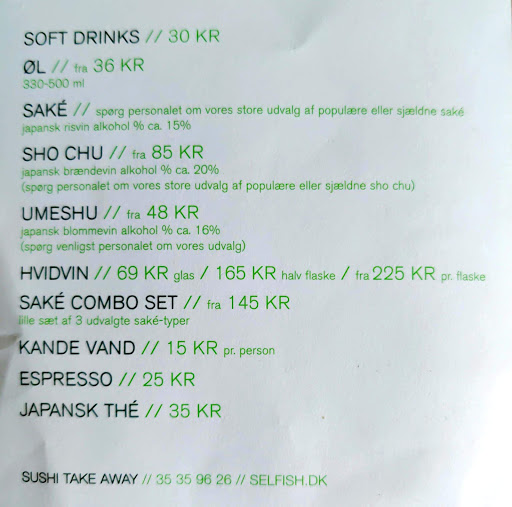 SOFT DRINKS // 30 KR
ØL // fra 36 KR
330-500 ml
SAKÉ // spørg personalet om vores store udvalg af populære eller sjældne saké
japansk risvin alkohol % ca. 15%
SHO CHU // fra 85 KR
japansk brændevin alkohol % ca. 20%
(spørg personalet om vores store udvalg af populære eller sjældne sho chu)
UMESHU // fra 48 KR
japansk blommevin alkohol % ca. 16%
(spørg venligst personalet om vores udvalg)
HVIDVIN // 69 KR glas / 165 KR halv flaske / fra 225 KR pr. flaske
SAKÉ COMBO SET // fra 145 KR
lille sæt af 3 udvalgte saké-typer
KANDE VAND // 15 KR pr. person
ESPRESSO // 25 KR
JAPANSK THÉ // 35 KR
SUSHI TAKE AWAY // 35 35 96 26 // SELFISH.DK